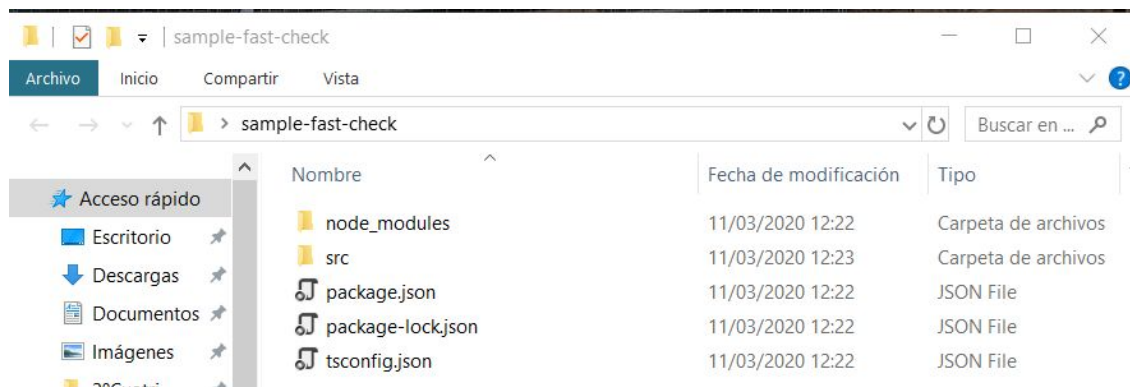 sample-fast-check
Archivo Inicio Compartir Vista
sample-fast-check Buscar en ...
Nombre Fecha de modificación Tipo
Acceso rápido
Escritorio
Descargas
Documentos
Imágenes
node_modules 11/03/2020 12:22 Carpeta de archivos
src 11/03/2020 12:23 Carpeta de archivos
package.json 11/03/2020 12:22 JSON File
package-lock.json 11/03/2020 12:22 JSON File
tsconfig.json 11/03/2020 12:22 JSON File